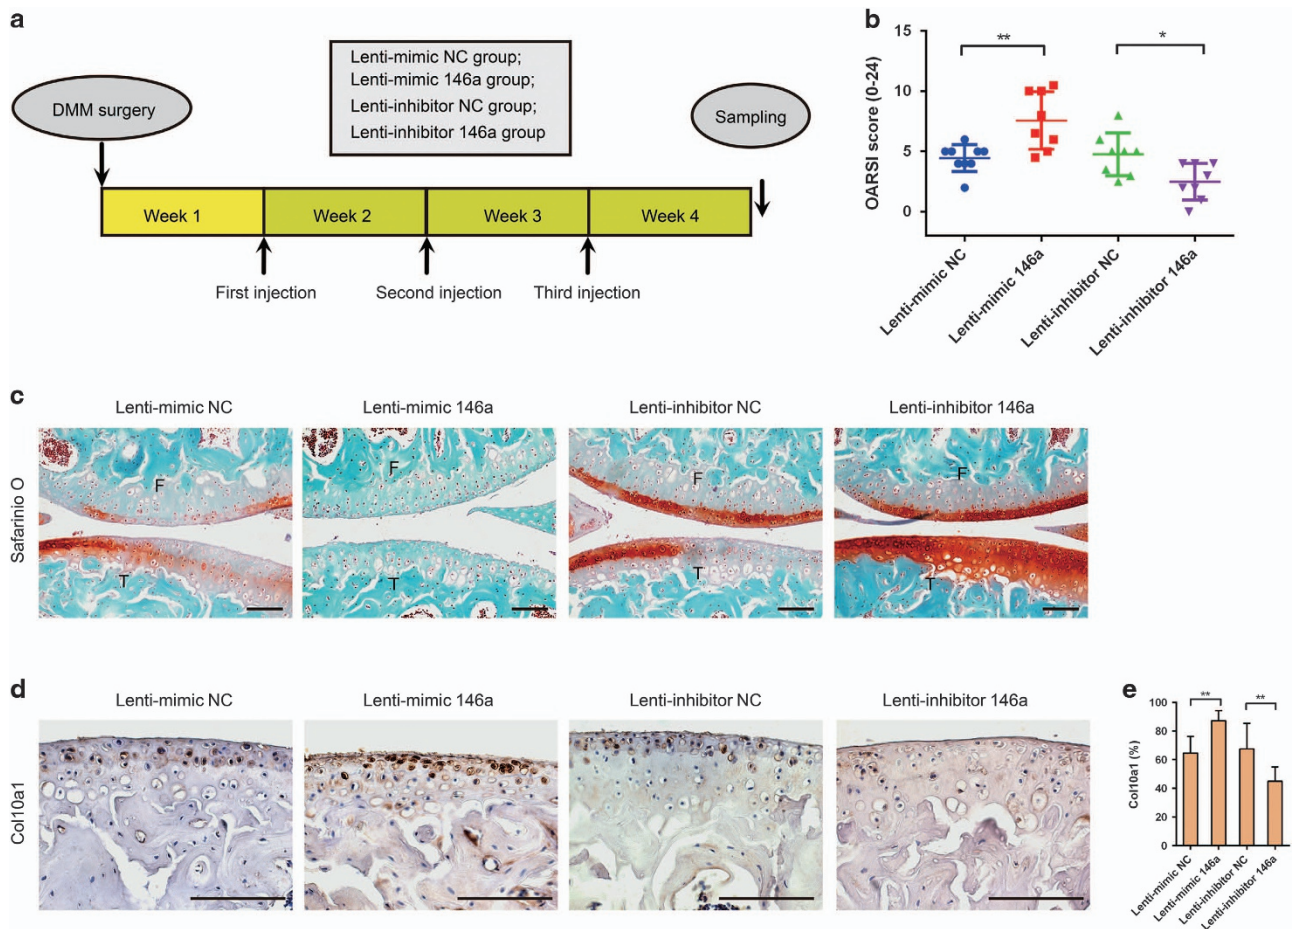 a
DMM surgery
Lenti-mimic NC group;
Lenti-mimic 146a group;
Lenti-inhibitor NC group;
Lenti-inhibitor 146a group
Sampling
Week 1
Week 2
Week 3
Week 4
First injection
Second injection
Third injection
b
OARSI score (0-24)
15
10
5
0
**
*
Lenti-mimic NC
Lenti-mimic 146a
Lenti-inhibitor NC
Lenti-inhibitor 146a
c
Lenti-mimic NC
Lenti-mimic 146a
Lenti-inhibitor NC
Lenti-inhibitor 146a
Safarinio O
F
T
F
T
F
T
F
T
d
Lenti-mimic NC
Lenti-mimic 146a
Lenti-inhibitor NC
Lenti-inhibitor 146a
Col10a1
e
Col10a1 (%)
100
80
60
40
20
0
**
**
Lenti-mimic NC
Lenti-mimic 146a
Lenti-inhibitor NC
Lenti-inhibitor 146a